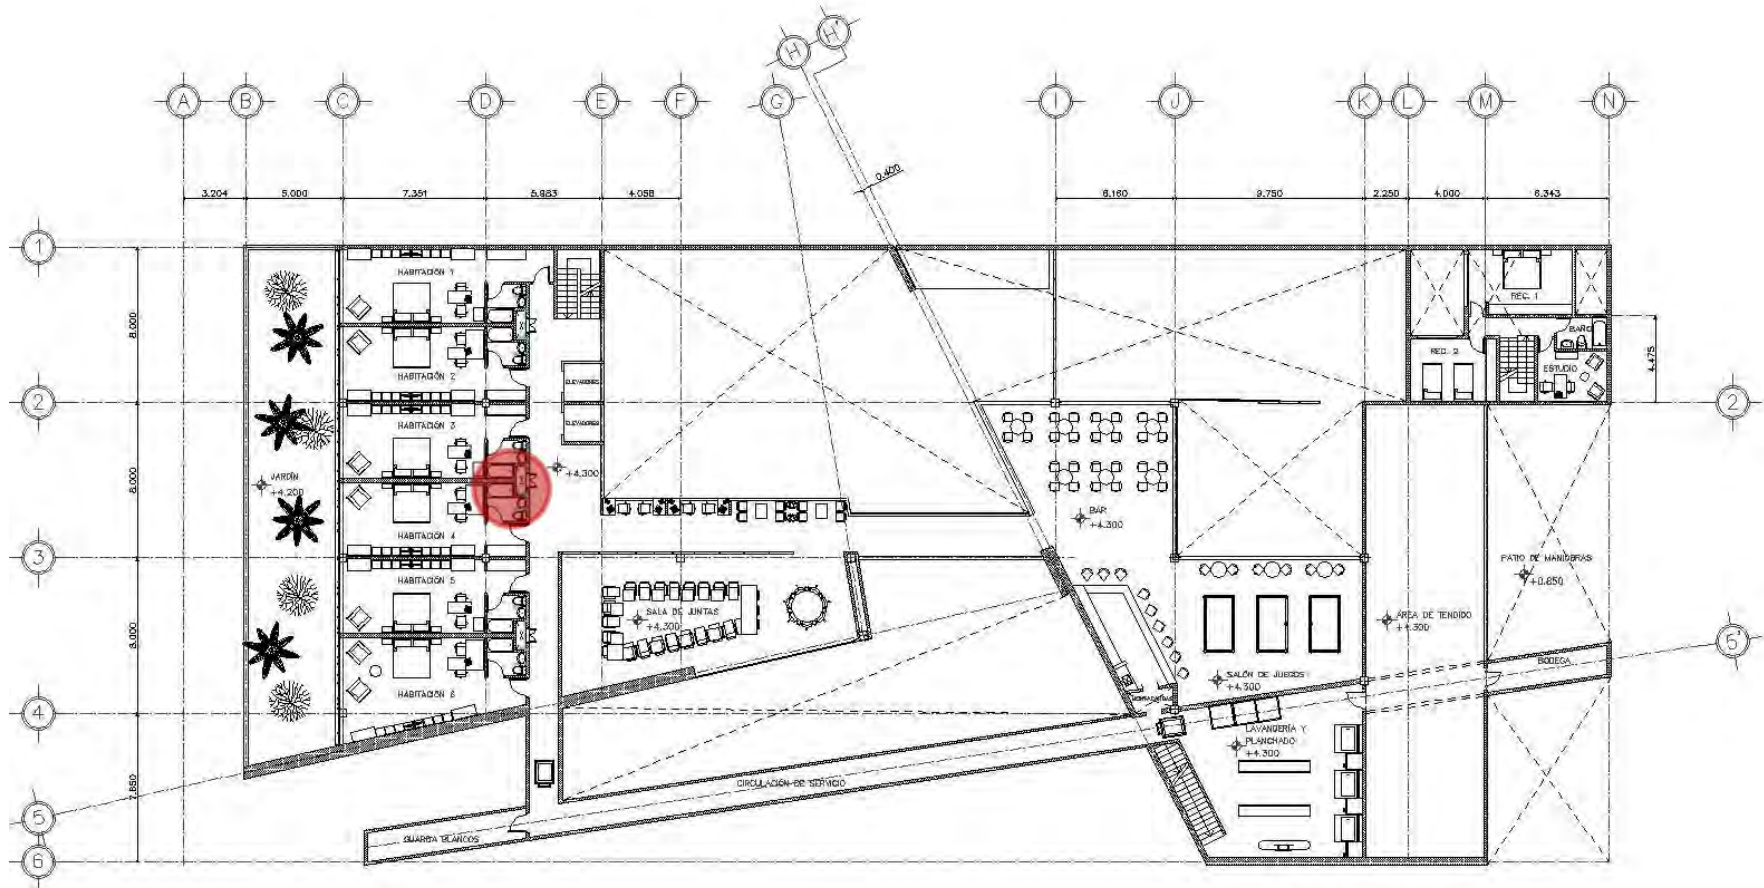 H H'
A B C D E F G I J K L M N
0.400
3.204 5.000 7.351 5.983 4.058 6.160 9.750 2.250 4.000 6.343
1
HABITACIÓN 1
REC. 1
8.000
BAÑO
4.475
REC. 2
ESTUDIO
HABITACIÓN 2
ELEVADORES
2
2
HABITACIÓN 3
ELEVADORES
JARDÍN
+4.200
+4.300
8.000
BAR
+4.300
HABITACIÓN 4
3
PATIO DE MANIOBRAS
+0.850
HABITACIÓN 5
SALA DE JUNTAS
+4.300
ÁREA DE TENDIDO
+4.300
5'
BODEGA
SALÓN DE JUEGOS
+4.300
HABITACIÓN 6
4
LAVANDERÍA Y
PLANCHADO
+4.300
7.850
CIRCULACIÓN DE SERVICIO
5
GUARDA BLANCOS
6